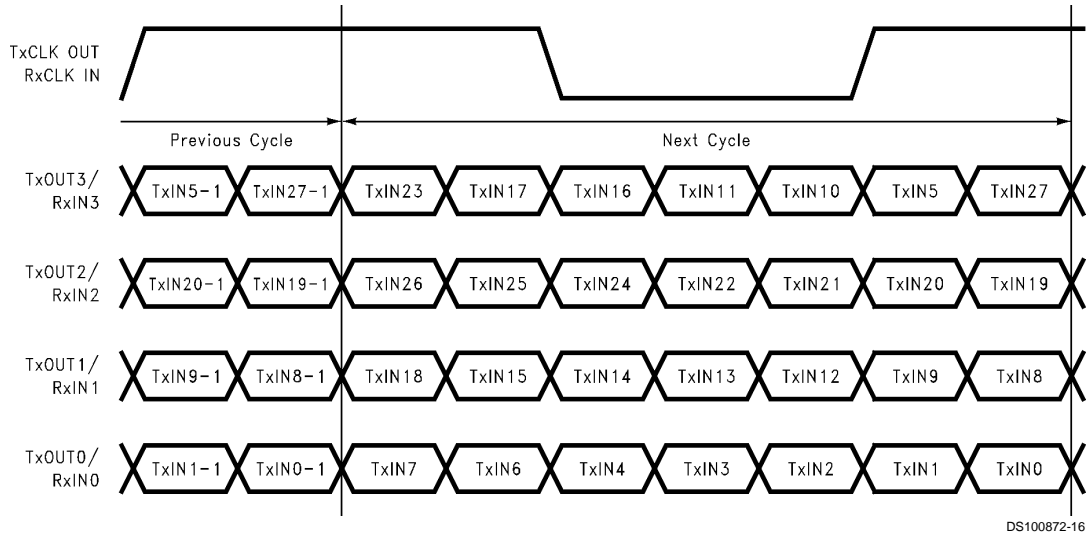 TxCLK OUT
RxCLK IN
Previous Cycle
Next Cycle
TxOUT3/
RxIN3
TxIN5-1 TxIN27-1 TxIN23 TxIN17 TxIN16 TxIN11 TxIN10 TxIN5 TxIN27
TxOUT2/
RxIN2
TxIN20-1 TxIN19-1 TxIN26 TxIN25 TxIN24 TxIN22 TxIN21 TxIN20 TxIN19
TxOUT1/
RxIN1
TxIN9-1 TxIN8-1 TxIN18 TxIN15 TxIN14 TxIN13 TxIN12 TxIN9 TxIN8
TxOUT0/
RxIN0
TxIN1-1 TxIN0-1 TxIN7 TxIN6 TxIN4 TxIN3 TxIN2 TxIN1 TxIN0
DS100872-16